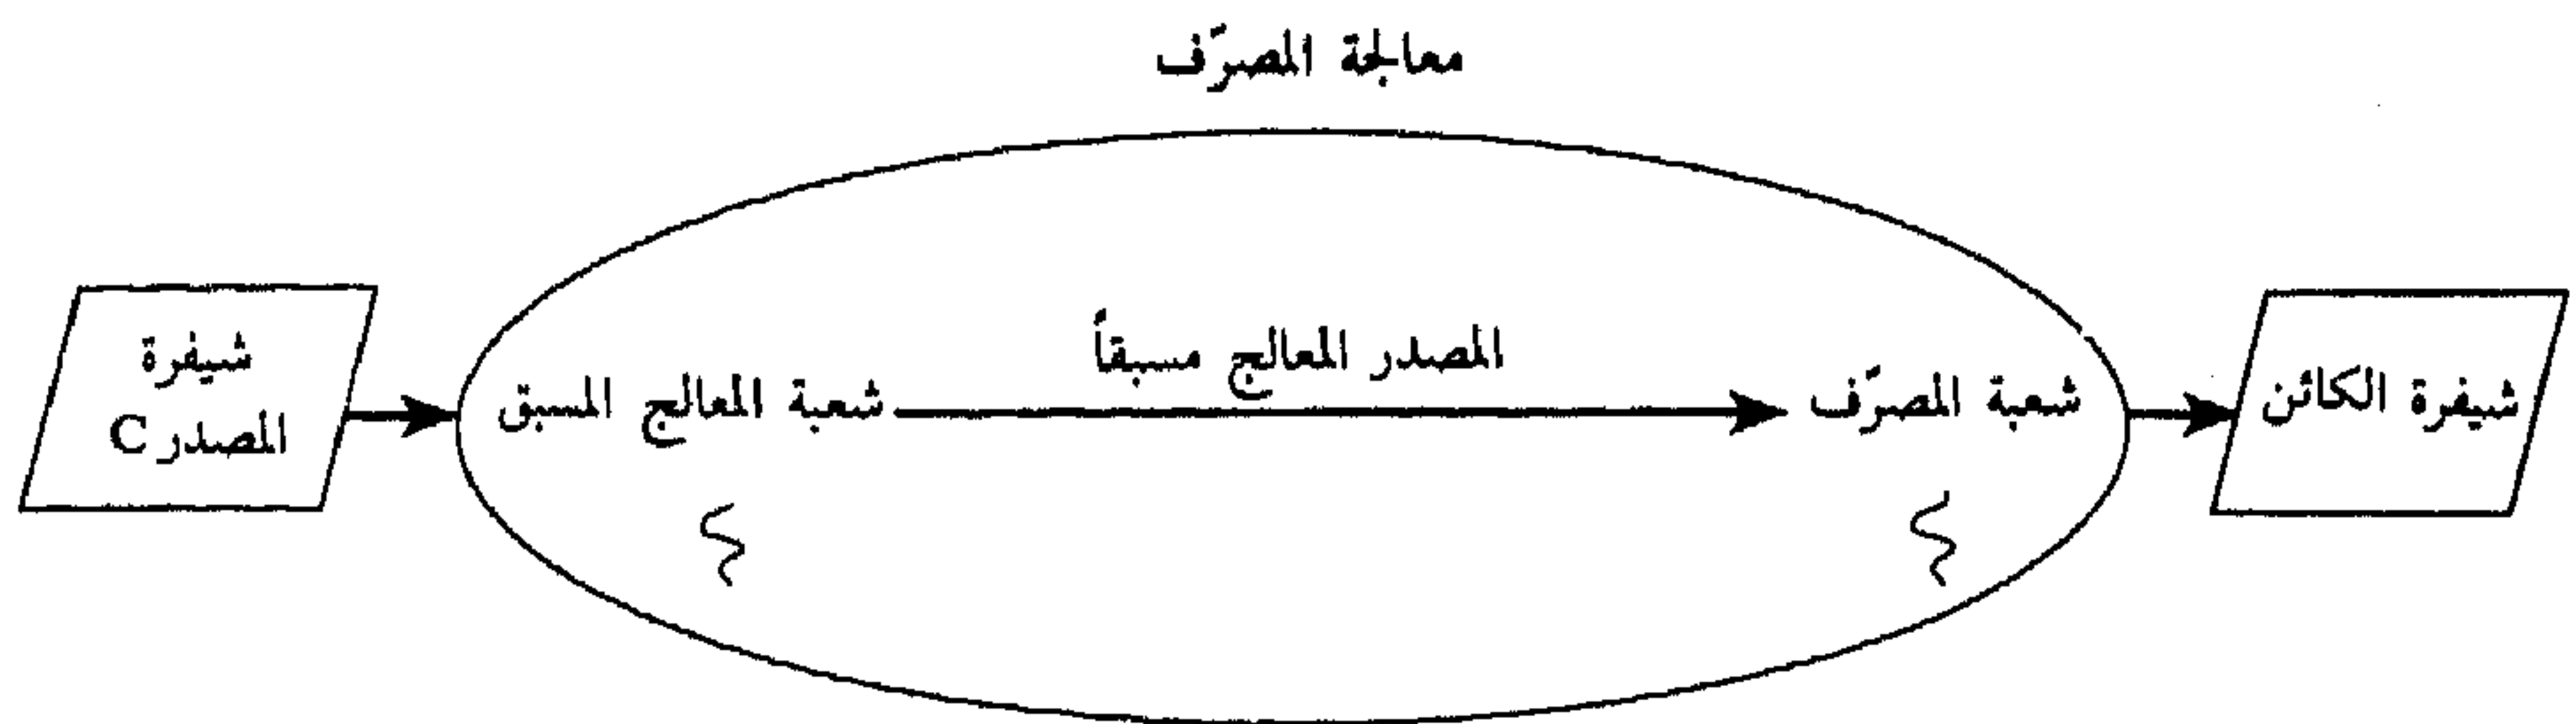 معالجة المصرّف
شيفرة
المصدر C
شعبة المعالج المسبق
المصدر المعالج مسبقاً
شعبة المصرّف
شيفرة الكائن